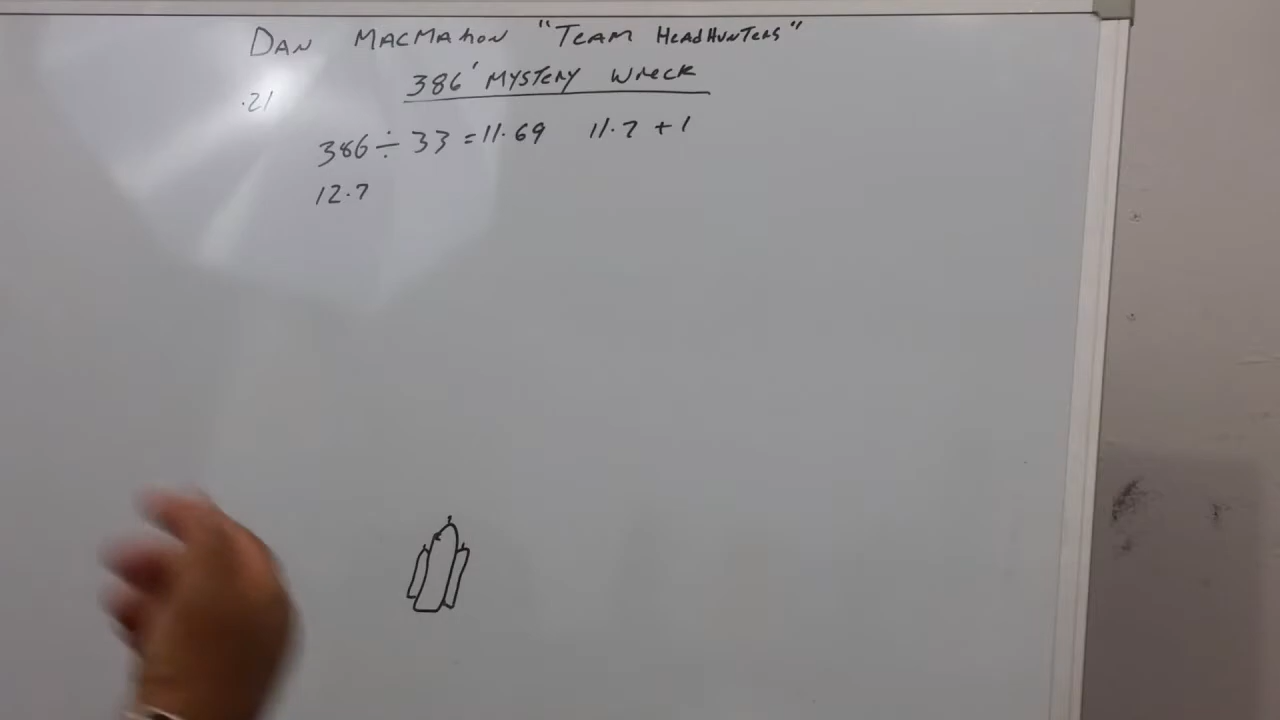 DAN MACMAHON "TEAM HEADHUNTERS"
386' MYSTERY WRECK
.21
386 ÷ 33 = 11.69 11.7 + 1
12.7